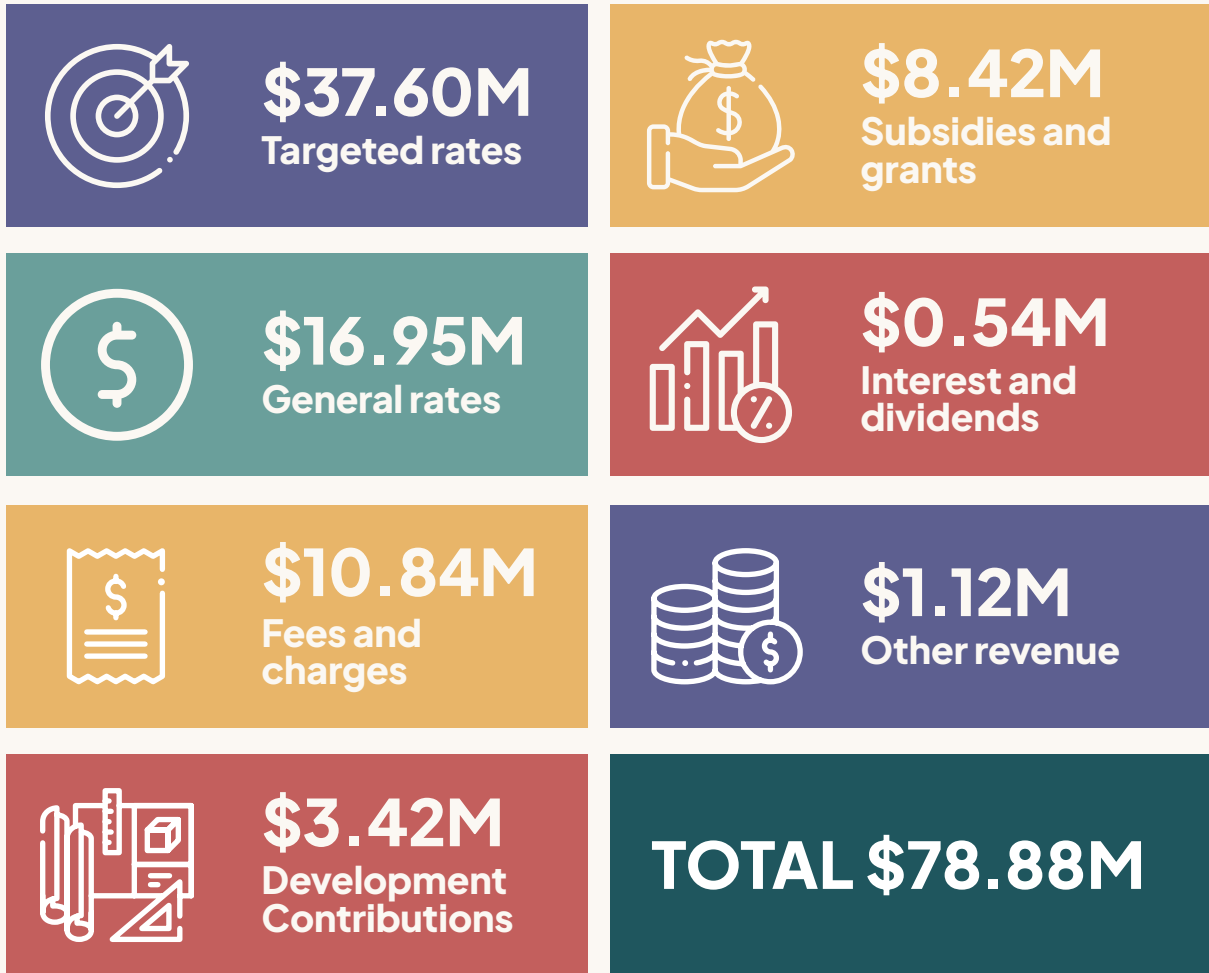 $37.60M
Targeted rates
$8.42M
Subsidies and
grants
$16.95M
General rates
$0.54M
Interest and
dividends
$10.84M
Fees and
charges
$1.12M
Other revenue
$3.42M
Development
Contributions
TOTAL $78.88M